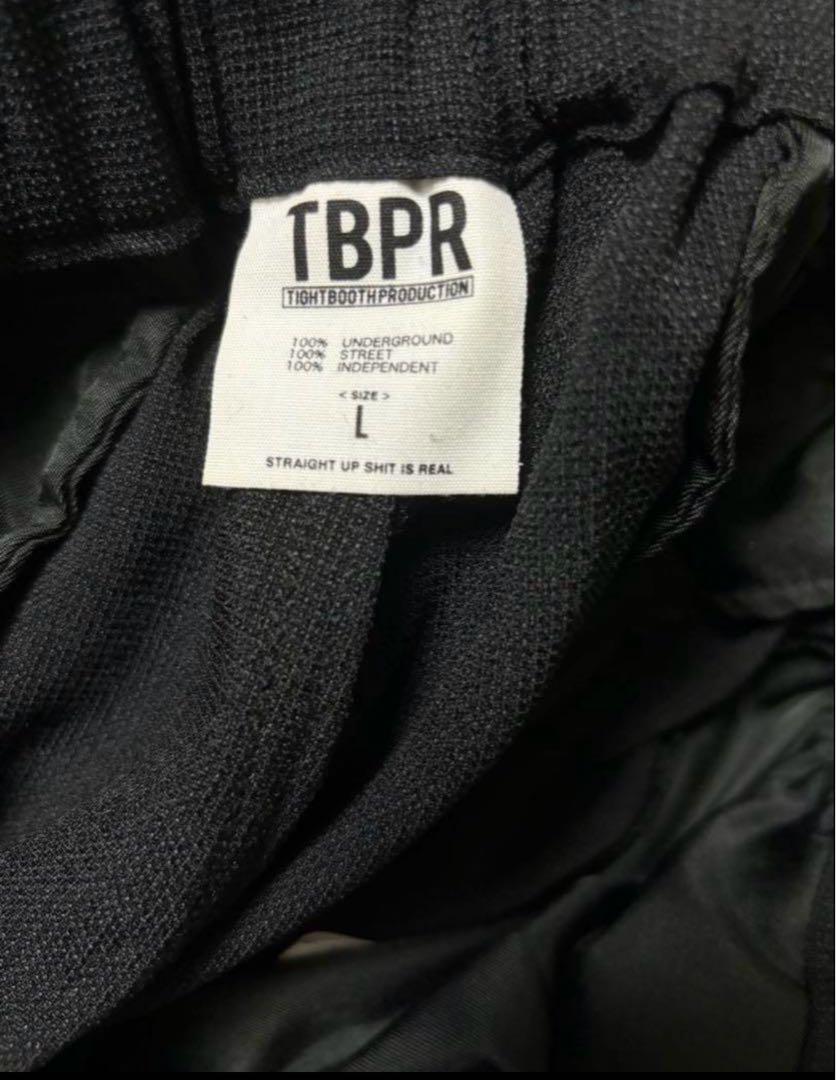 TBPR
TIGHTBOOTHPRODUCTION
100% UNDERGROUND
100% STREET
100% INDEPENDENT
< SIZE >
L
STRAIGHT UP SHIT IS REAL